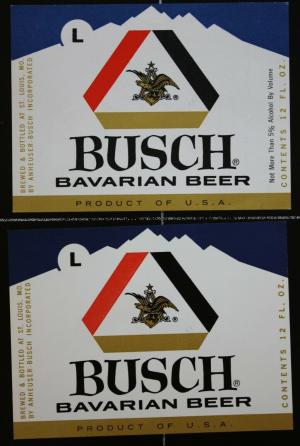 L
BREWED & BOTTLED AT ST. LOUIS, MO.
BY ANHEUSER-BUSCH INCORPORATED
BUSCH®
BAVARIAN BEER
PRODUCT OF U.S.A.
Not More Than 5% Alcohol By Volume
CONTENTS 12 FL. OZ.
L
BREWED & BOTTLED AT ST. LOUIS, MO.
BY ANHEUSER-BUSCH INCORPORATED
BUSCH®
BAVARIAN BEER
PRODUCT OF U.S.A.
CONTENTS 12 FL. OZ.